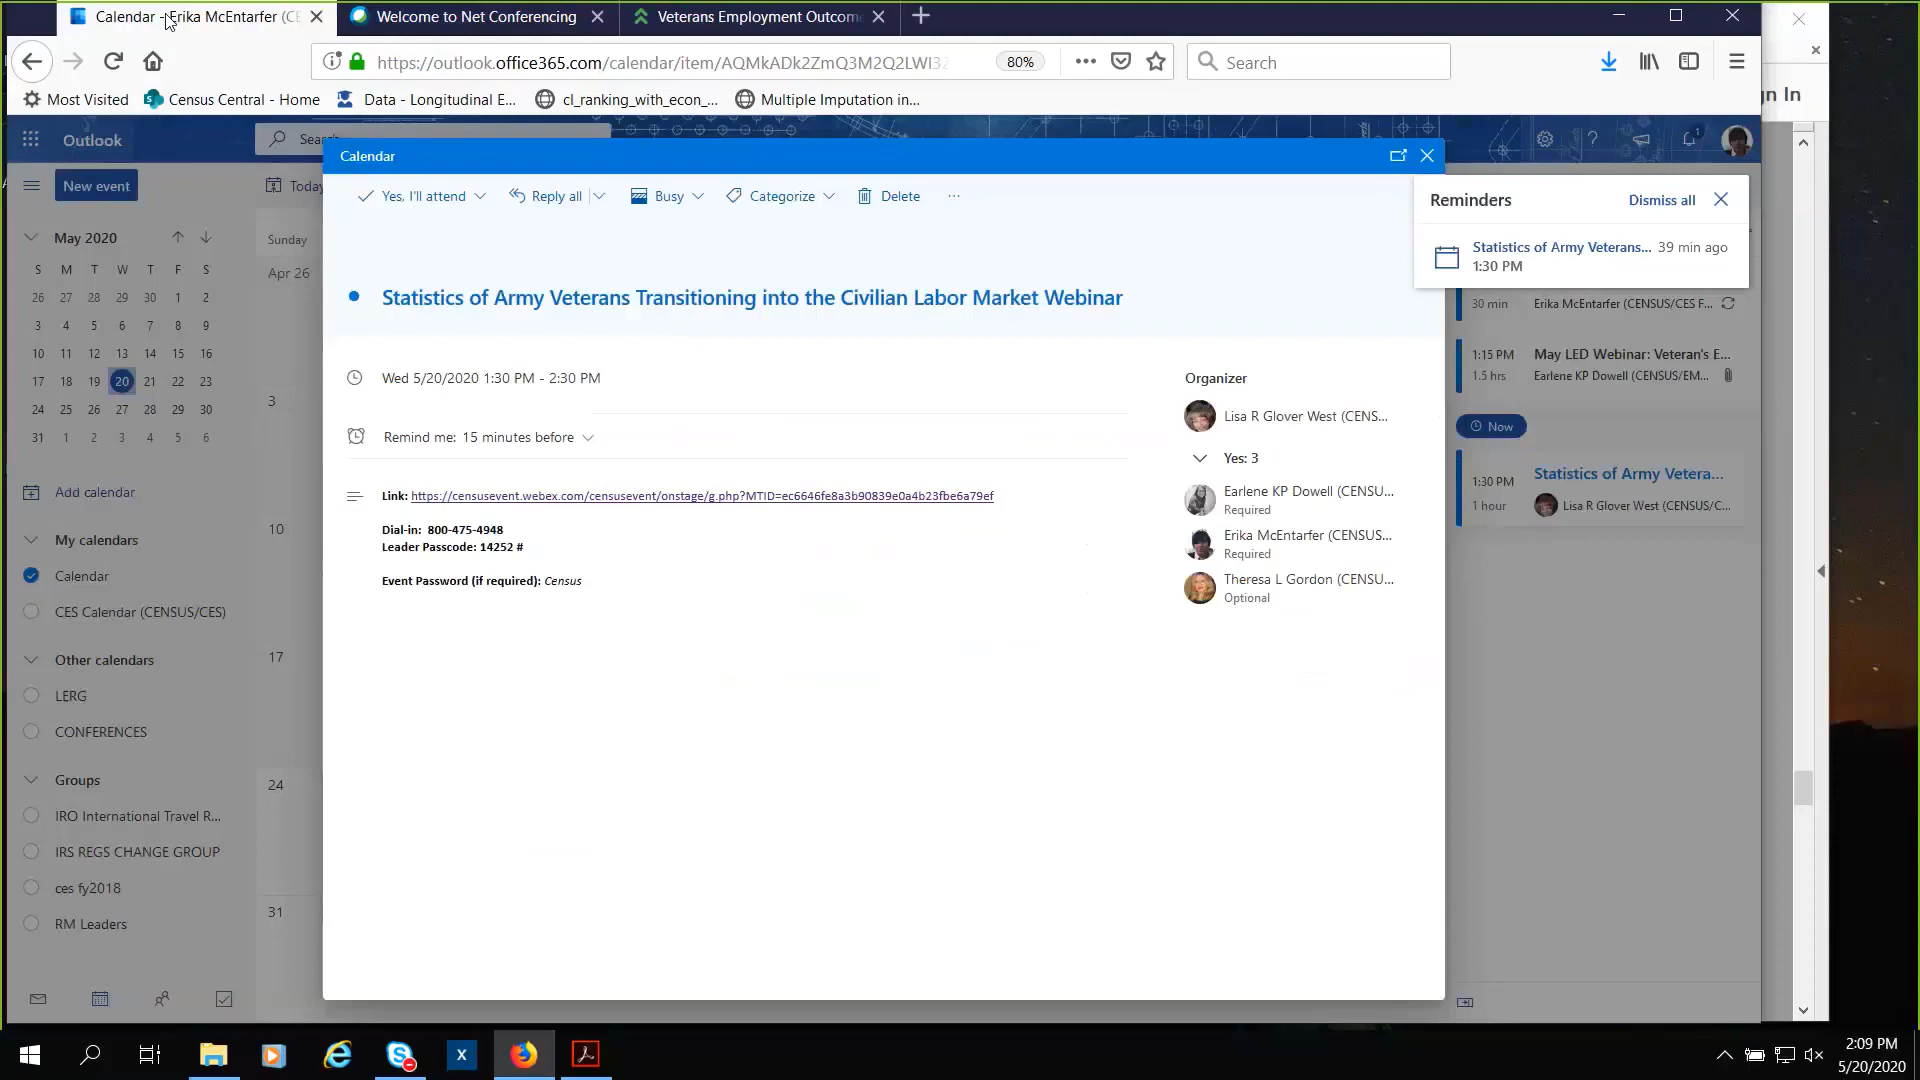 Calendar - Erika McEntarfer (CE
Welcome to Net Conferencing
Veterans Employment Outcom
https://outlook.office365.com/calendar/item/AQMkADk2ZmQ3M2Q2LWI3
80%
Search
Most Visited
Census Central - Home
Data - Longitudinal E...
cl_ranking_with_econ_...
Multiple Imputation in...
n In
Outlook
Sear
New event
Today
Calendar
Yes, I'll attend
Reply all
Busy
Categorize
Delete
Reminders
Dismiss all
Statistics of Army Veterans... 39 min ago
1:30 PM
May 2020
S M T W T F S
26 27 28 29 30 1 2
3 4 5 6 7 8 9
10 11 12 13 14 15 16
17 18 19 20 21 22 23
24 25 26 27 28 29 30
31 1 2 3 4 5 6
Add calendar
My calendars
Calendar
CES Calendar (CENSUS/CES)
Other calendars
LERG
CONFERENCES
Groups
IRO International Travel R...
IRS REGS CHANGE GROUP
ces fy2018
RM Leaders
Sunday
Apr 26
3
10
17
24
31
Statistics of Army Veterans Transitioning into the Civilian Labor Market Webinar
Wed 5/20/2020 1:30 PM - 2:30 PM
Remind me: 15 minutes before
Link: https://censusevent.webex.com/censusevent/onstage/g.php?MTID=ec6646fe8a3b90839e0a4b23fbe6a79ef
Dial-in: 800-475-4948
Leader Passcode: 14252 #
Event Password (if required): Census
Organizer
Lisa R Glover West (CENS...
Yes: 3
Earlene KP Dowell (CENSU...
Required
Erika McEntarfer (CENSUS...
Required
Theresa L Gordon (CENSU...
Optional
30 min Erika McEntarfer (CENSUS/CES F...
1:15 PM May LED Webinar: Veteran's E...
1.5 hrs Earlene KP Dowell (CENSUS/EM...
Now
1:30 PM Statistics of Army Vetera...
1 hour Lisa R Glover West (CENSUS/C...
2:09 PM
5/20/2020